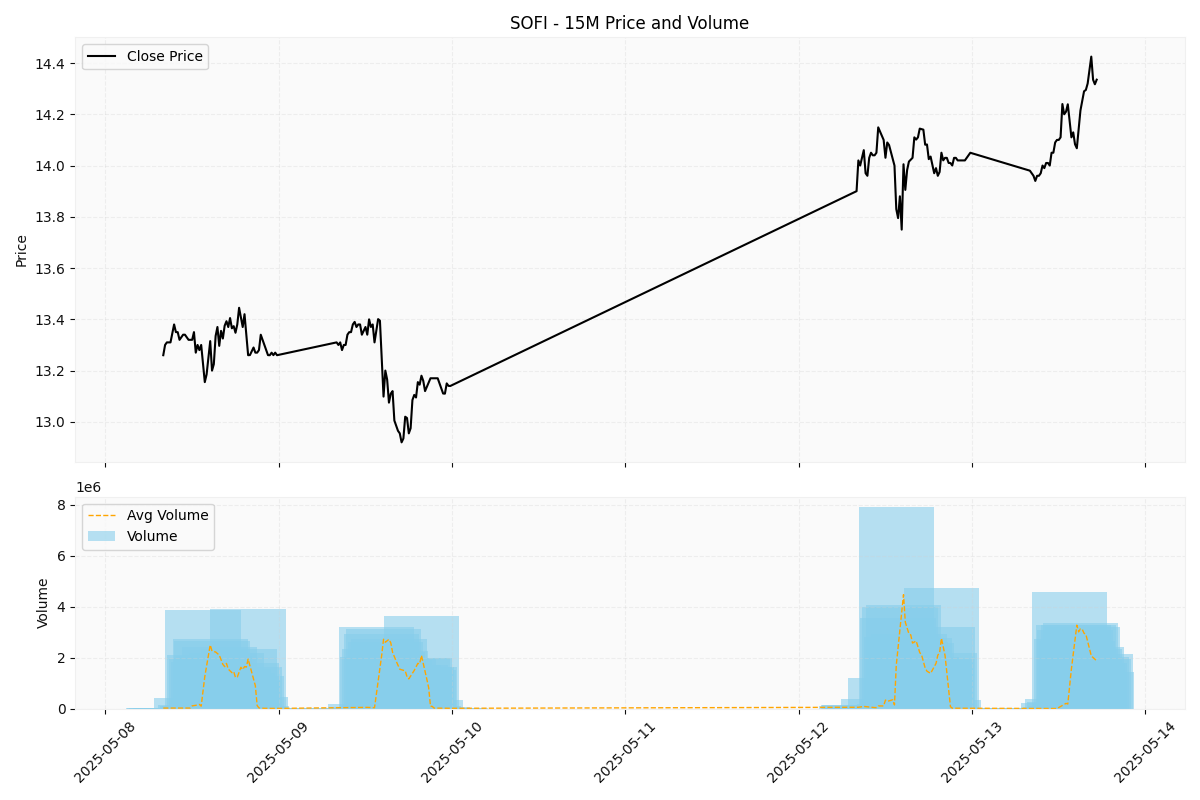 SOFI - 15M Price and Volume
Close Price
14.4
14.2
14.0
13.8
13.6
13.4
13.2
13.0
Price
1e6
Avg Volume
Volume
8
6
4
2
0
Volume
2025-05-08
2025-05-09
2025-05-10
2025-05-11
2025-05-12
2025-05-13
2025-05-14